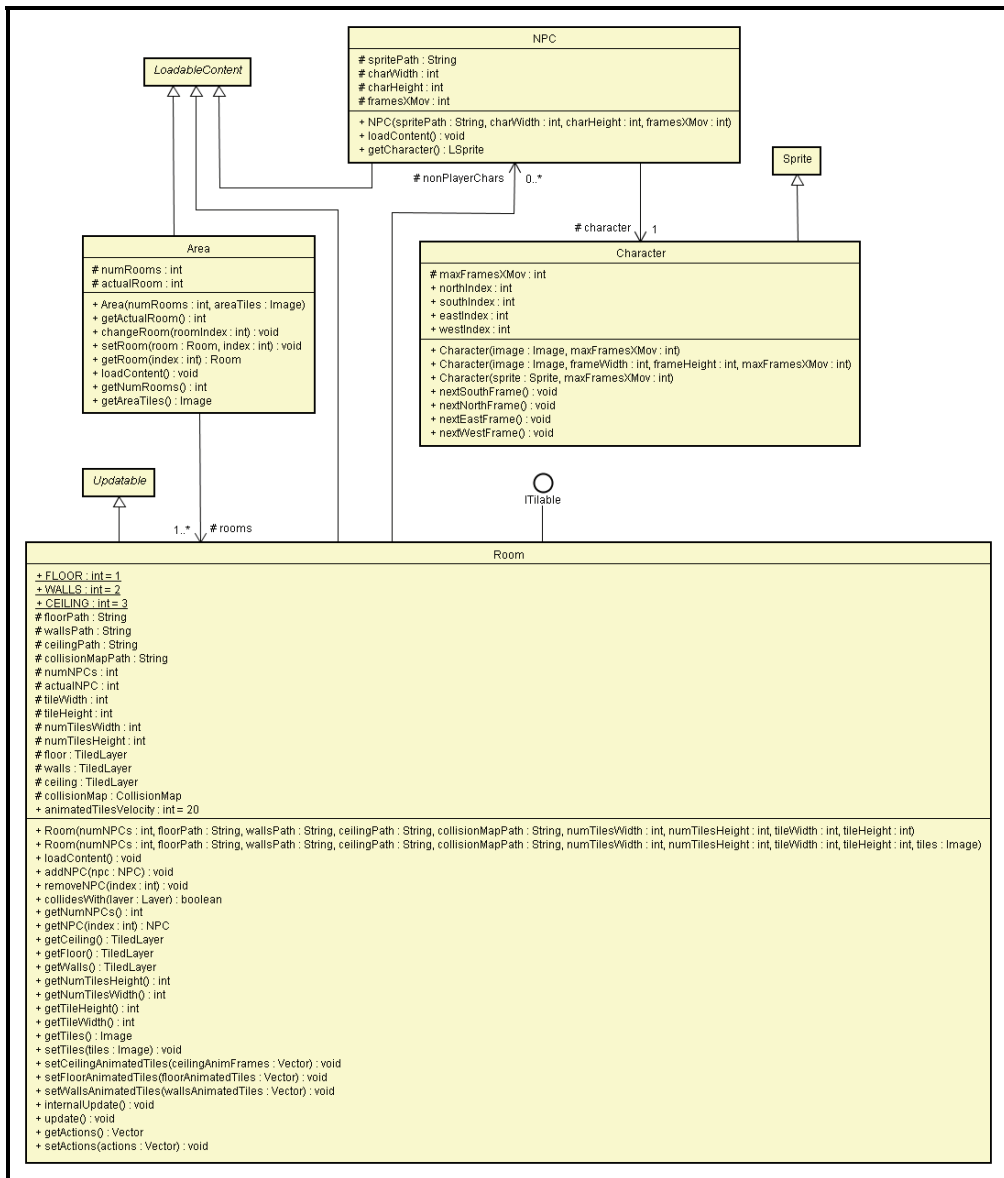 NPC
# spritePath : String
# charWidth : int
# charHeight : int
# framesXMov : int
+ NPC(spritePath : String, charWidth : int, charHeight : int, framesXMov : int)
+ loadContent() : void
+ getCharacter() : LSprite
LoadableContent
Sprite
# nonPlayerChars
0..*
# character
1
Area
# numRooms : int
# actualRoom : int
+ Area(numRooms : int, areaTiles : Image)
+ getActualRoom() : int
+ changeRoom(roomIndex : int) : void
+ setRoom(room : Room, index : int) : void
+ getRoom(index : int) : Room
+ loadContent() : void
+ getNumRooms() : int
+ getAreaTiles() : Image
Character
# maxFramesXMov : int
+ northIndex : int
+ southIndex : int
+ eastIndex : int
+ westIndex : int
+ Character(image : Image, maxFramesXMov : int)
+ Character(image : Image, frameWidth : int, frameHeight : int, maxFramesXMov : int)
+ Character(sprite : Sprite, maxFramesXMov : int)
+ nextSouthFrame() : void
+ nextNorthFrame() : void
+ nextEastFrame() : void
+ nextWestFrame() : void
Updatable
ITilable
1..*
# rooms
Room
+ FLOOR : int = 1
+ WALLS : int = 2
+ CEILING : int = 3
# floorPath : String
# wallsPath : String
# ceilingPath : String
# collisionMapPath : String
# numNPCs : int
# actualNPC : int
# tileWidth : int
# tileHeight : int
# numTilesWidth : int
# numTilesHeight : int
# floor : TiledLayer
# walls : TiledLayer
# ceiling : TiledLayer
# collisionMap : CollisionMap
+ animatedTilesVelocity : int = 20
+ Room(numNPCs : int, floorPath : String, wallsPath : String, ceilingPath : String, collisionMapPath : String, numTilesWidth : int, numTilesHeight : int, tileWidth : int, tileHeight : int)
+ Room(numNPCs : int, floorPath : String, wallsPath : String, ceilingPath : String, collisionMapPath : String, numTilesWidth : int, numTilesHeight : int, tileWidth : int, tileHeight : int, tiles : Image)
+ loadContent() : void
+ addNPC(npc : NPC) : void
+ removeNPC(index : int) : void
+ collidesWith(layer : Layer) : boolean
+ getNumNPCs() : int
+ getNPC(index : int) : NPC
+ getCeiling() : TiledLayer
+ getFloor() : TiledLayer
+ getWalls() : TiledLayer
+ getNumTilesHeight() : int
+ getNumTilesWidth() : int
+ getTileHeight() : int
+ getTileWidth() : int
+ getTiles() : Image
+ setTiles(tiles : Image) : void
+ setCeilingAnimatedTiles(ceilingAnimFrames : Vector) : void
+ setFloorAnimatedTiles(floorAnimatedTiles : Vector) : void
+ setWallsAnimatedTiles(wallsAnimatedTiles : Vector) : void
+ internalUpdate() : void
+ update() : void
+ getActions() : Vector
+ setActions(actions : Vector) : void